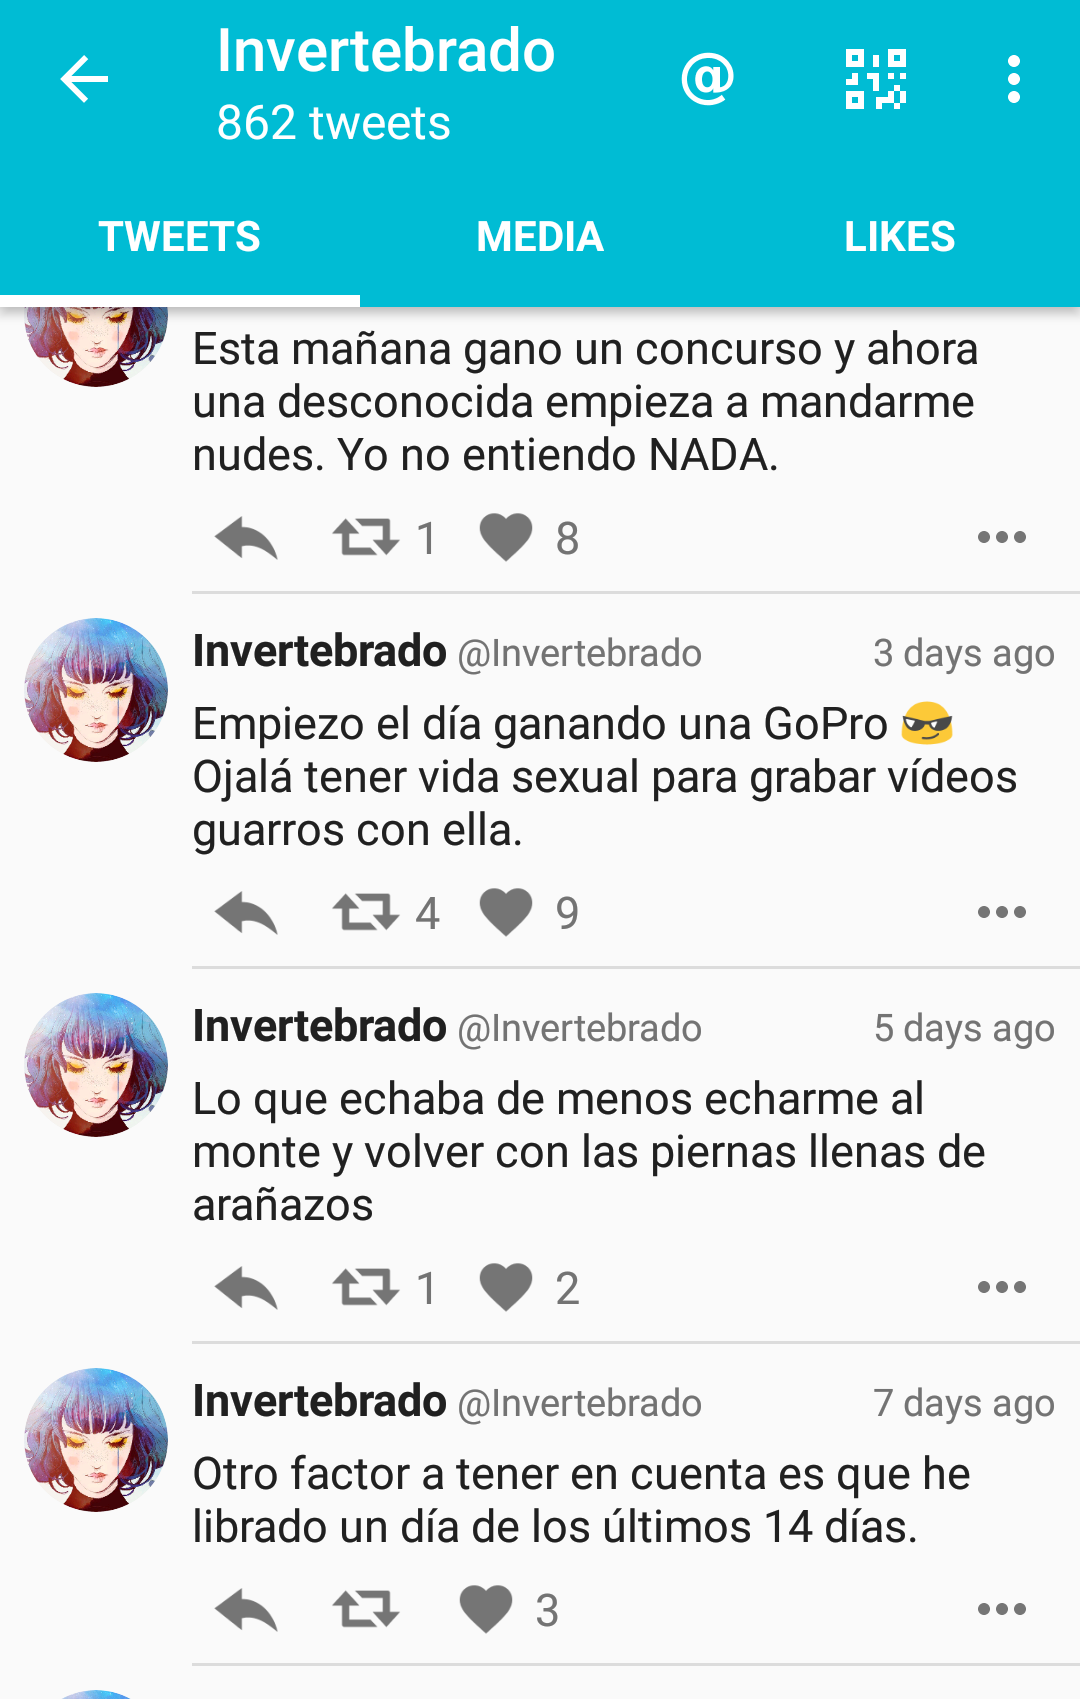 Invertebrado
862 tweets
@
TWEETS MEDIA LIKES
Esta mañana gano un concurso y ahora
una desconocida empieza a mandarme
nudes. Yo no entiendo NADA.
1 8
Invertebrado @Invertebrado 3 days ago
Empiezo el día ganando una GoPro 😎
Ojalá tener vida sexual para grabar vídeos
guarros con ella.
4 9
Invertebrado @Invertebrado 5 days ago
Lo que echaba de menos echarme al
monte y volver con las piernas llenas de
arañazos
1 2
Invertebrado @Invertebrado 7 days ago
Otro factor a tener en cuenta es que he
librado un día de los últimos 14 días.
3